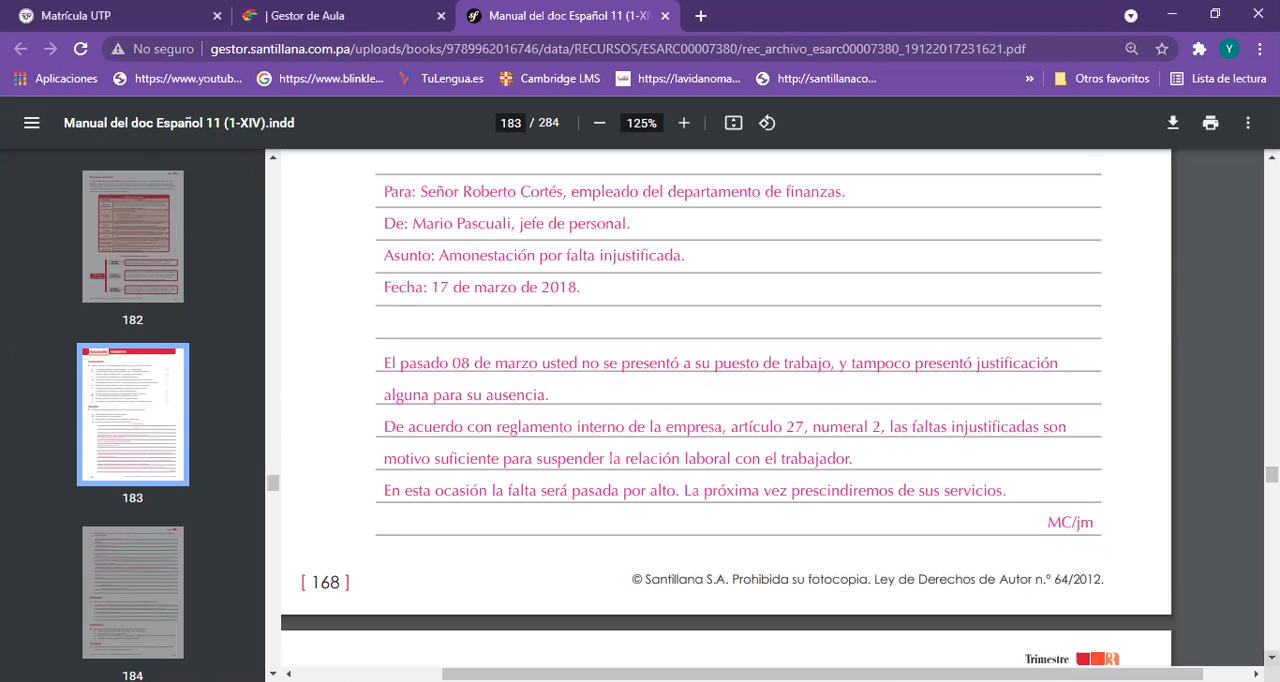 Matrícula UTP
Gestor de Aula
Manual del doc Español 11 (1-XIV
No seguro
gestor.santillana.com.pa/uploads/books/9789962016746/data/RECURSOS/ESARC00007380/rec_archivo_esarc00007380_19122017231621.pdf
Y
Aplicaciones
https://www.youtub...
https://www.blinkle...
TuLengua.es
Cambridge LMS
https://lavidanoma...
http://santillanaco...
»
Otros favoritos
Lista de lectura
Manual del doc Español 11 (1-XIV).indd
183 / 284
125%
182
183
184
Para: Señor Roberto Cortés, empleado del departamento de finanzas.
De: Mario Pascuali, jefe de personal.
Asunto: Amonestación por falta injustificada.
Fecha: 17 de marzo de 2018.
El pasado 08 de marzo usted no se presentó a su puesto de trabajo, y tampoco presentó justificación
alguna para su ausencia.
De acuerdo con reglamento interno de la empresa, artículo 27, numeral 2, las faltas injustificadas son
motivo suficiente para suspender la relación laboral con el trabajador.
En esta ocasión la falta será pasada por alto. La próxima vez prescindiremos de sus servicios.
MC/jm
[ 168 ]
© Santillana S.A. Prohibida su fotocopia. Ley de Derechos de Autor n.º 64/2012.
Trimestre